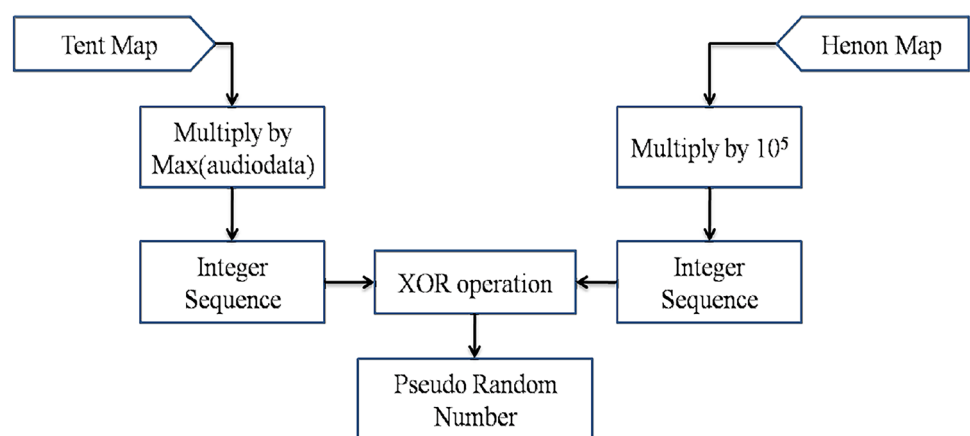 Tent Map
Henon Map
Multiply by
Max(audiodata)
Multiply by 10⁵
Integer
Sequence
XOR operation
Integer
Sequence
Pseudo Random
Number